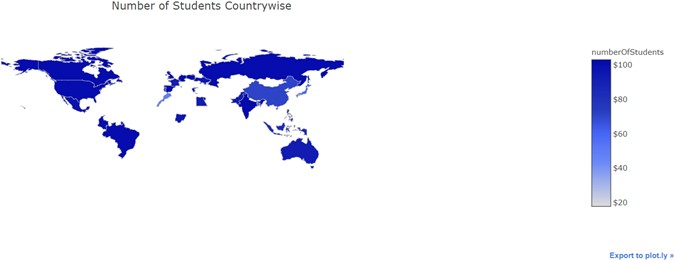 Number of Students Countrywise
numberOfStudents
$100
$80
$60
$40
$20
Export to plot.ly »